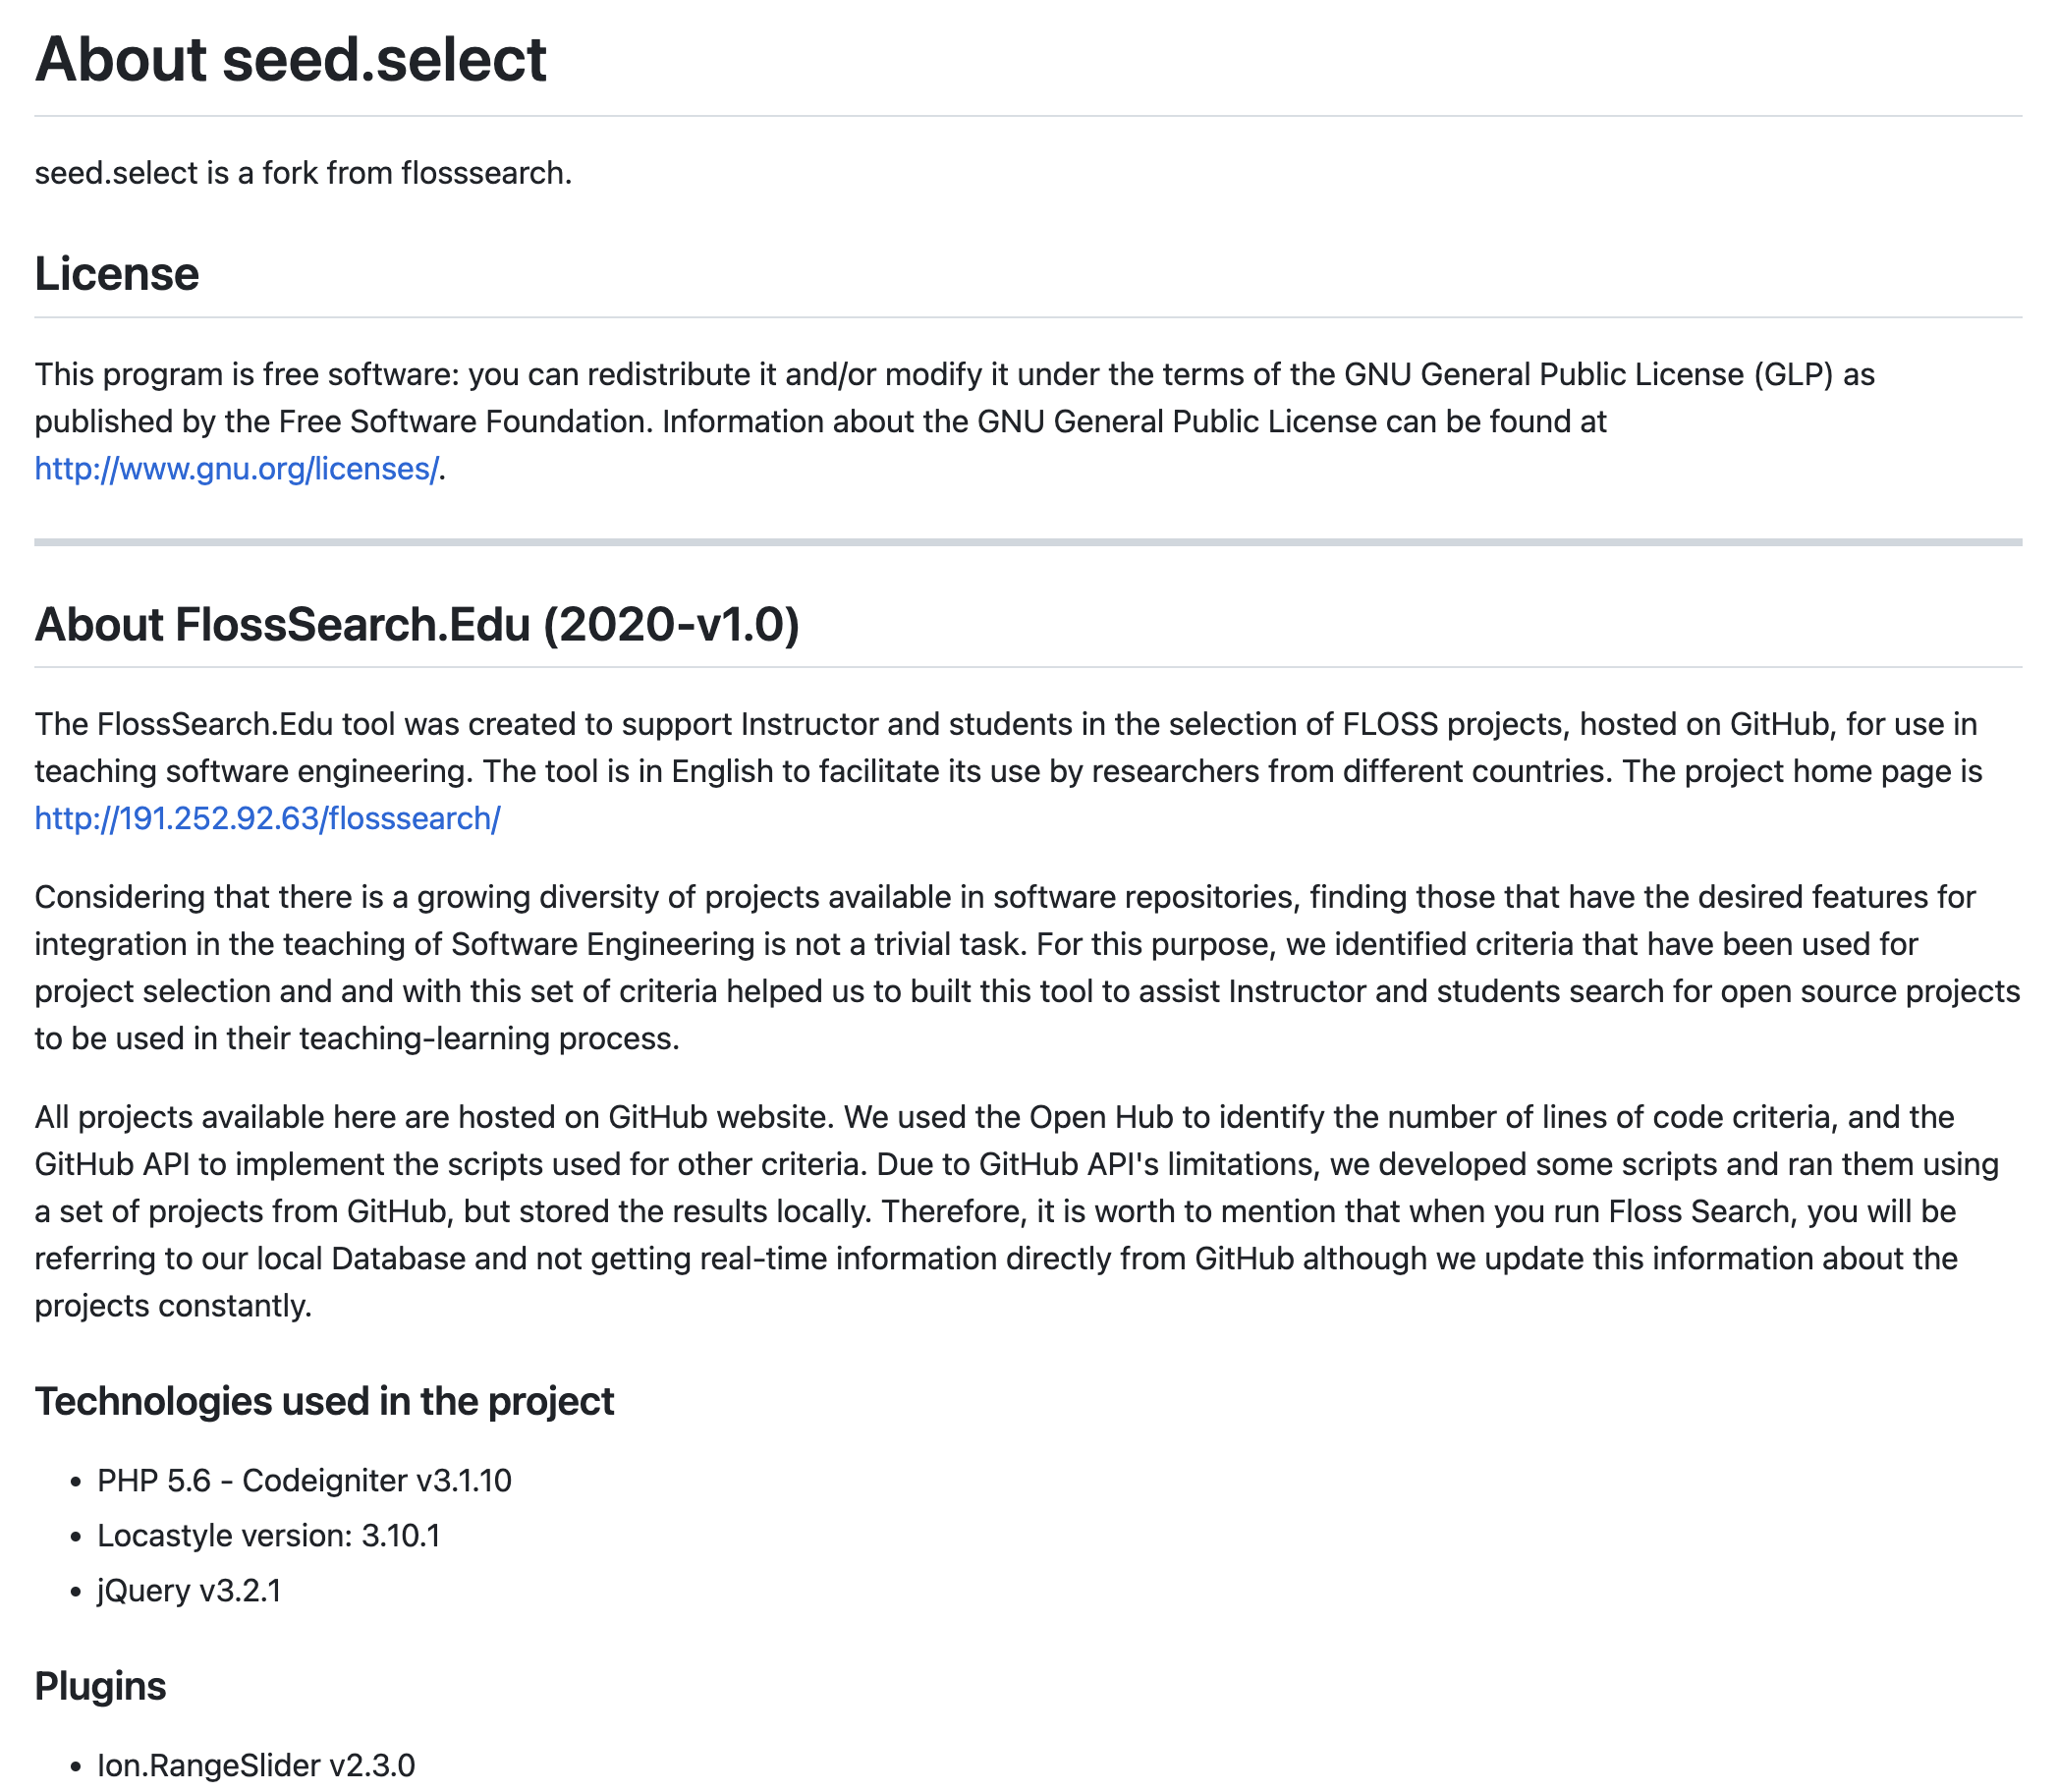 About seed.select
seed.select is a fork from flosssearch.
License
This program is free software: you can redistribute it and/or modify it under the terms of the GNU General Public License (GLP) as
published by the Free Software Foundation. Information about the GNU General Public License can be found at
http://www.gnu.org/licenses/.
About FlossSearch.Edu (2020-v1.0)
The FlossSearch.Edu tool was created to support Instructor and students in the selection of FLOSS projects, hosted on GitHub, for use in
teaching software engineering. The tool is in English to facilitate its use by researchers from different countries. The project home page is
http://191.252.92.63/flosssearch/
Considering that there is a growing diversity of projects available in software repositories, finding those that have the desired features for
integration in the teaching of Software Engineering is not a trivial task. For this purpose, we identified criteria that have been used for
project selection and and with this set of criteria helped us to built this tool to assist Instructor and students search for open source projects
to be used in their teaching-learning process.
All projects available here are hosted on GitHub website. We used the Open Hub to identify the number of lines of code criteria, and the
GitHub API to implement the scripts used for other criteria. Due to GitHub API's limitations, we developed some scripts and ran them using
a set of projects from GitHub, but stored the results locally. Therefore, it is worth to mention that when you run Floss Search, you will be
referring to our local Database and not getting real-time information directly from GitHub although we update this information about the
projects constantly.
Technologies used in the project
• PHP 5.6 - Codeigniter v3.1.10
• Locastyle version: 3.10.1
• jQuery v3.2.1
Plugins
• Ion.RangeSlider v2.3.0